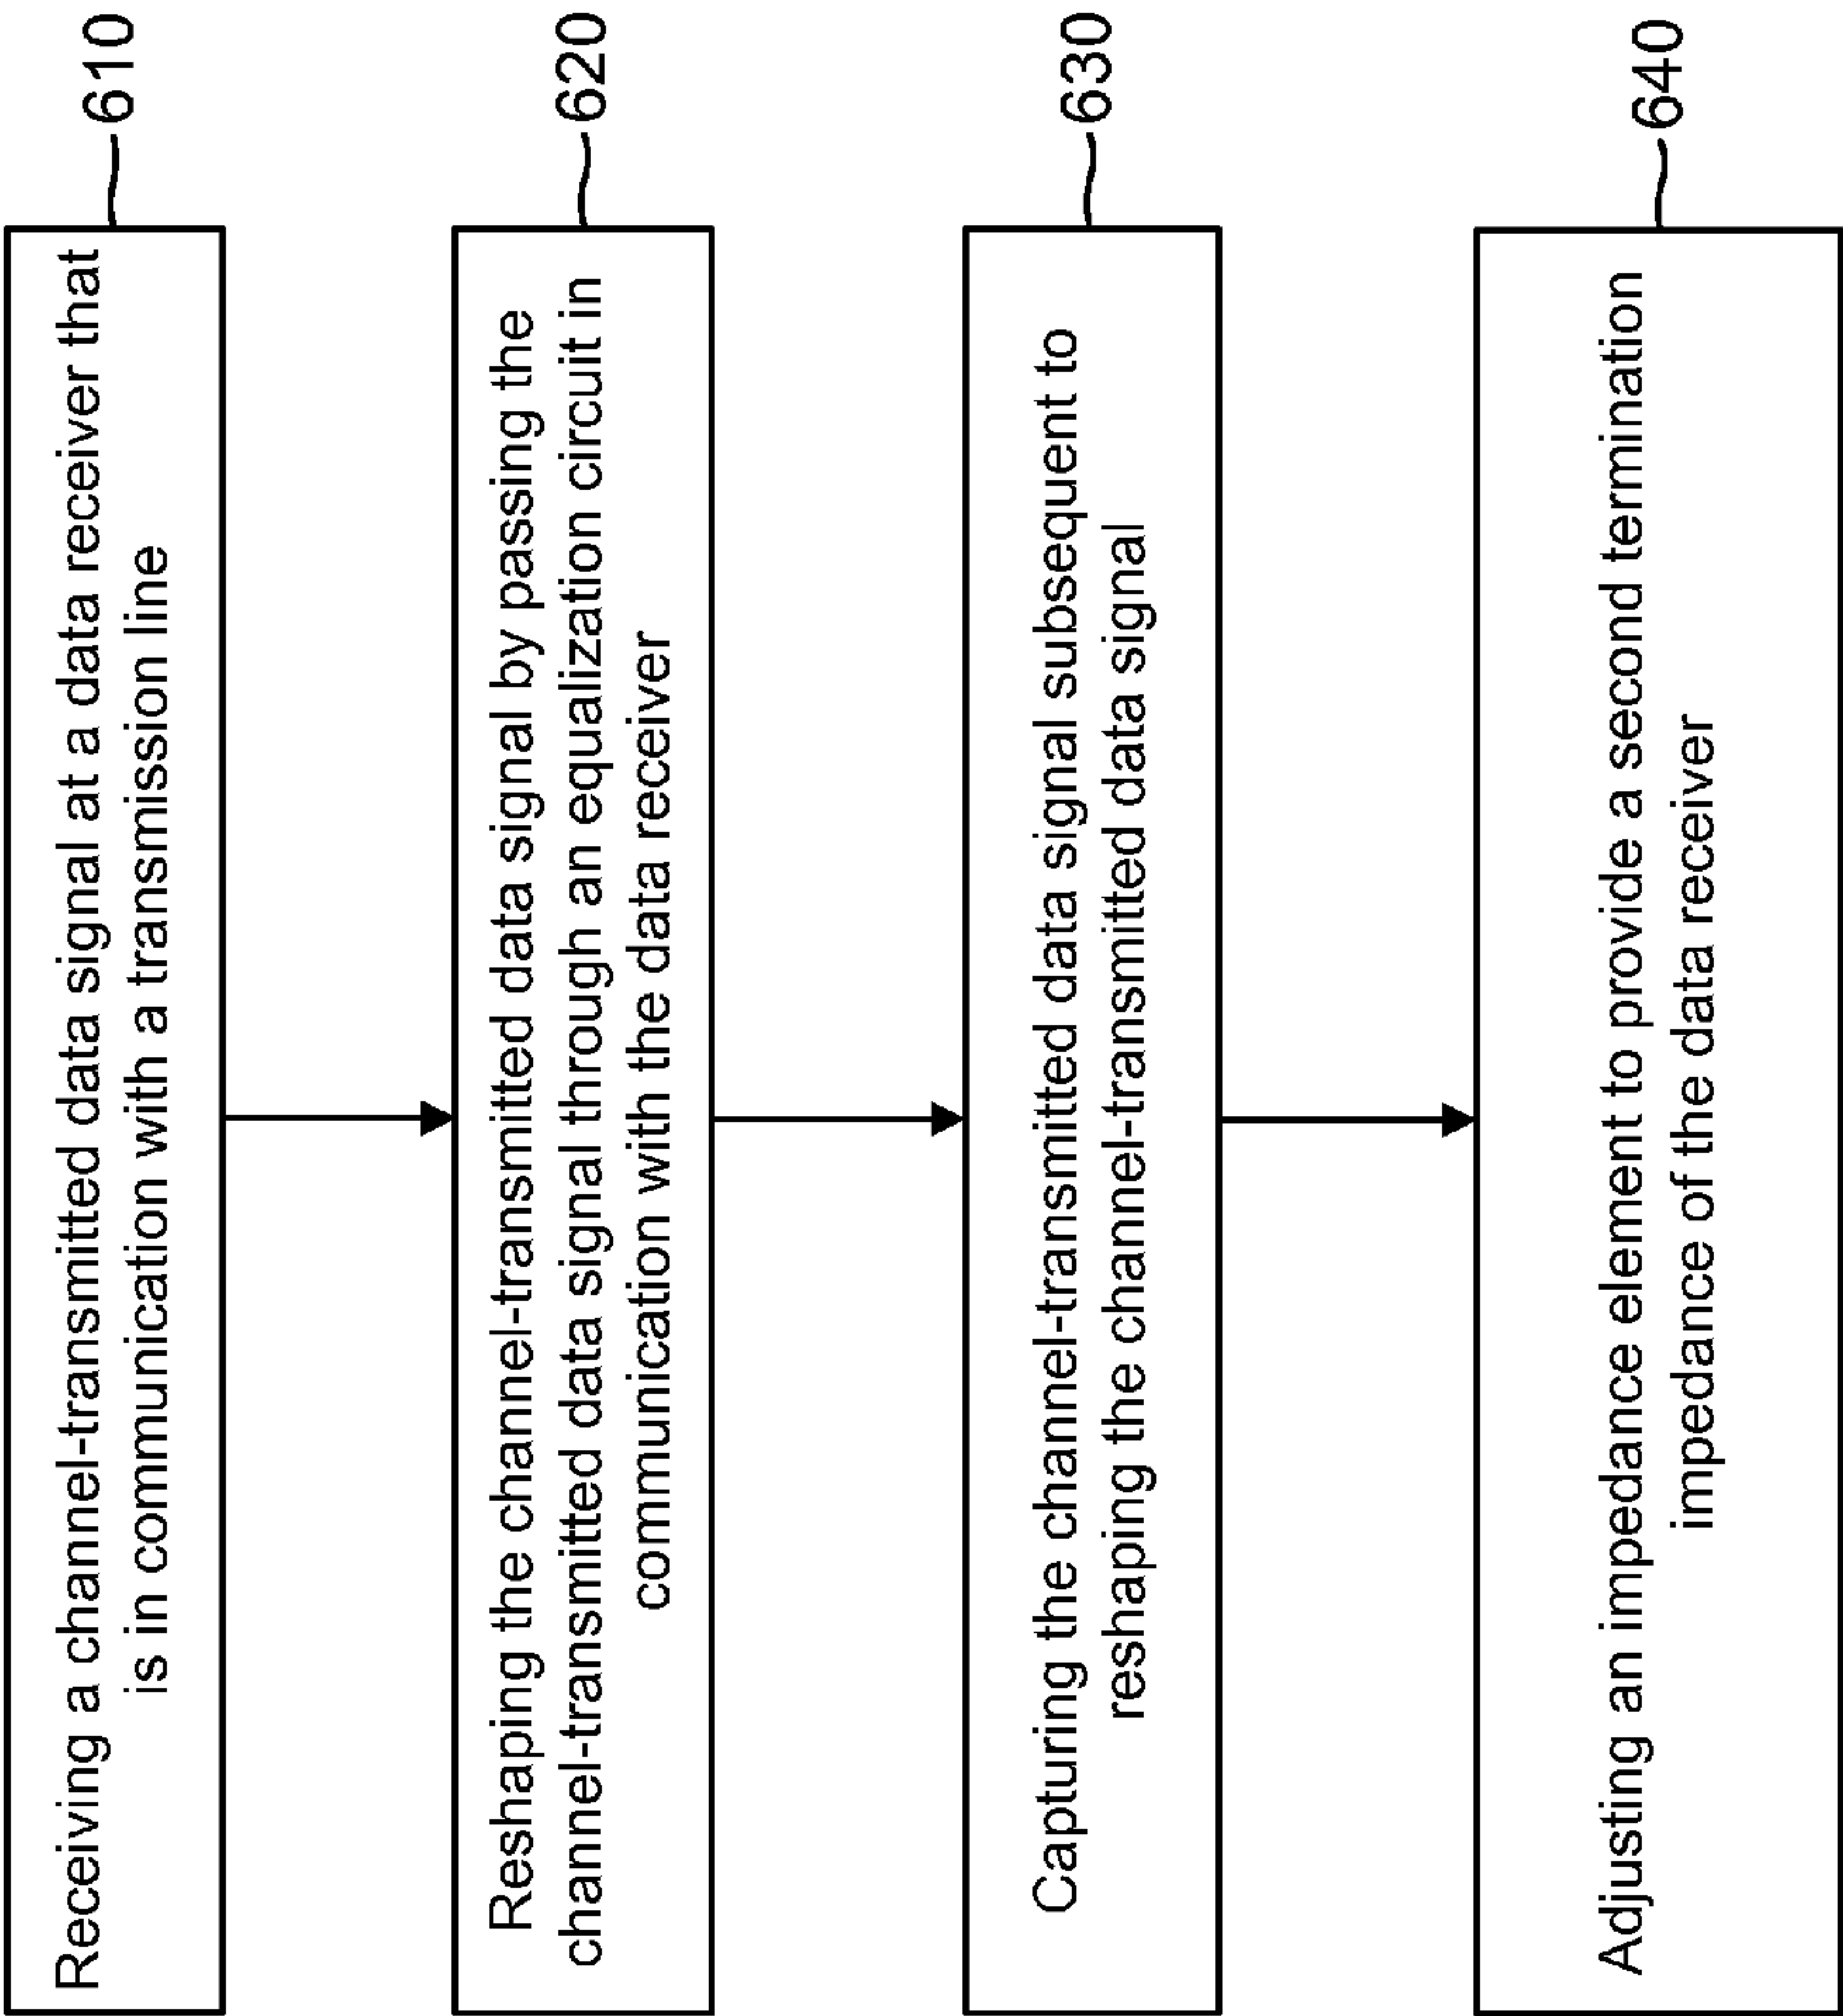 Receiving a channel-transmitted data signal at a data receiver that
is in communication with a transmission line
610
Reshaping the channel-transmitted data signal by passing the
channel-transmitted data signal through an equalization circuit in
communication with the data receiver
620
Capturing the channel-transmitted data signal subsequent to
reshaping the channel-transmitted data signal
630
Adjusting an impedance element to provide a second termination
impedance of the data receiver
640